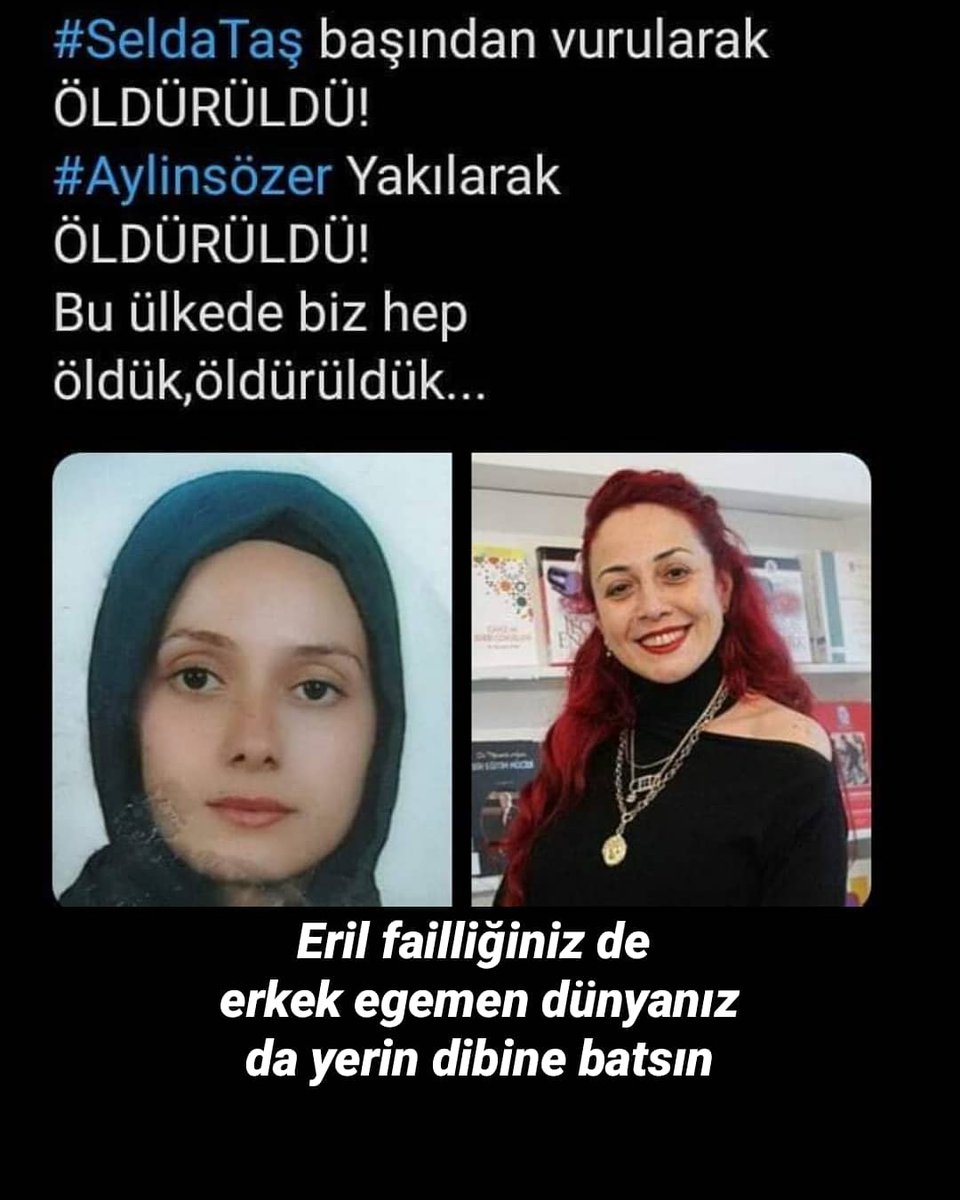 #SeldaTaş başından vurularak
ÖLDÜRÜLDÜ!
#Aylinsözer Yakılarak
ÖLDÜRÜLDÜ!
Bu ülkede biz hep
öldük,öldürüldük...
Eril failliğiniz de
erkek egemen dünyanız
da yerin dibine batsın